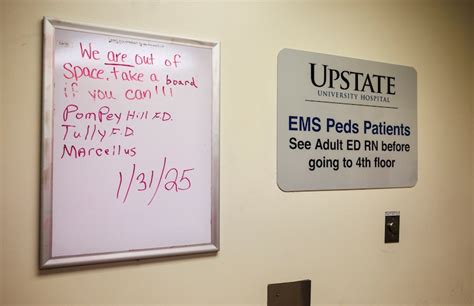 We are out of
Space, take a board
if you can!!!
Pompey Hill F.D.
Tully F.D.
Marcellus
1/31/25
UPSTATE
UNIVERSITY HOSPITAL
EMS Peds Patients
See Adult ED RN before
going to 4th floor